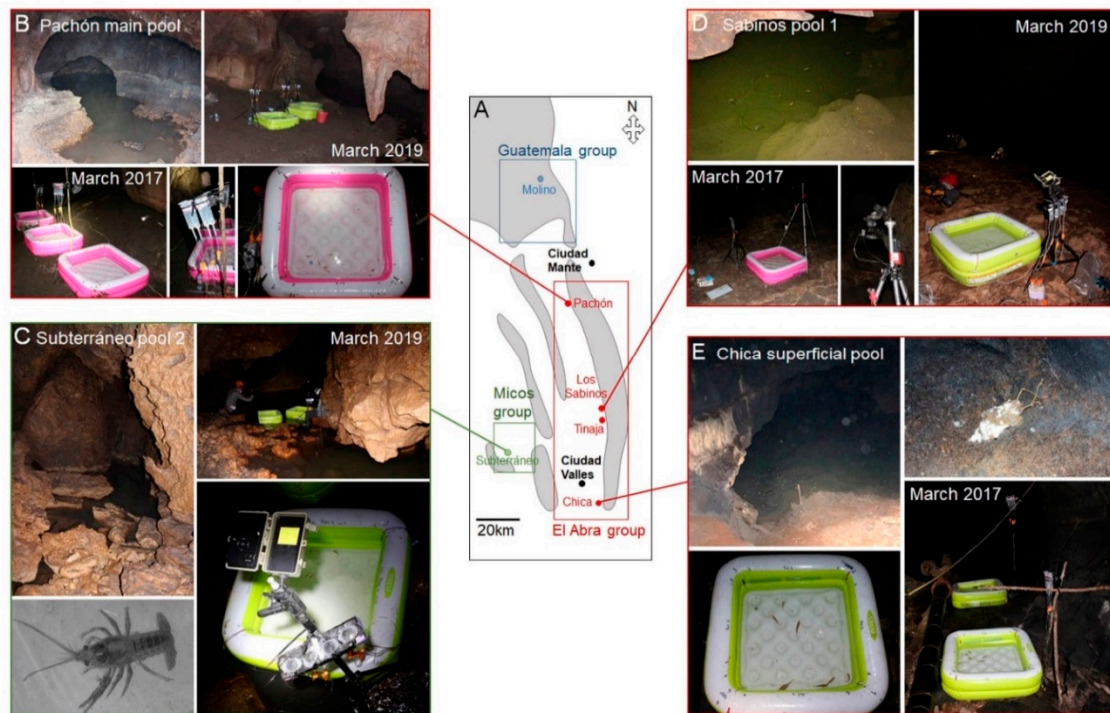 B Pachón main pool
March 2019
March 2017
C Subterráneo pool 2
March 2019
A
N
Guatemala group
Molino
Ciudad
Mante
Pachón
Los
Sabinos
Micos
group
Tinaja
Subterráneo
Ciudad
Valles
Chica
20km
El Abra group
D Sabinos pool 1
March 2019
March 2017
E Chica superficial pool
March 2017